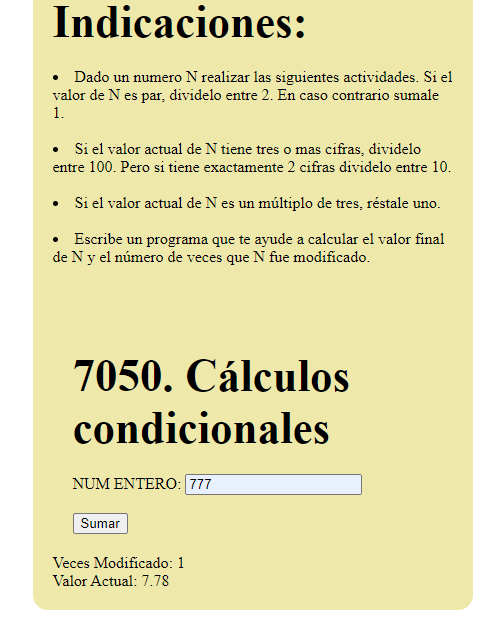 Indicaciones:
• Dado un numero N realizar las siguientes actividades. Si el
valor de N es par, dividelo entre 2. En caso contrario sumale
1.
• Si el valor actual de N tiene tres o mas cifras, dividelo
entre 100. Pero si tiene exactamente 2 cifras dividelo entre 10.
• Si el valor actual de N es un múltiplo de tres, réstale uno.
• Escribe un programa que te ayude a calcular el valor final
de N y el número de veces que N fue modificado.
7050. Cálculos
condicionales
NUM ENTERO: 777
Sumar
Veces Modificado: 1
Valor Actual: 7.78